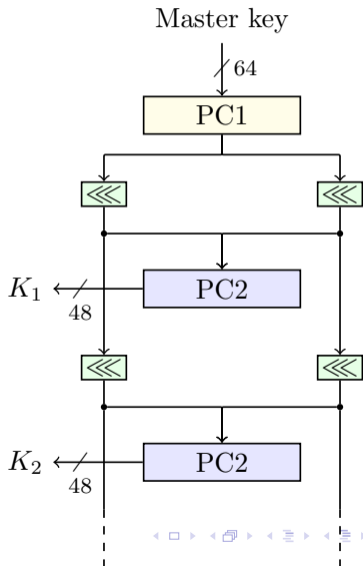 Master key
64
PC1
<<< <<<
K1 PC2
48
<<< <<<
K2 PC2
48